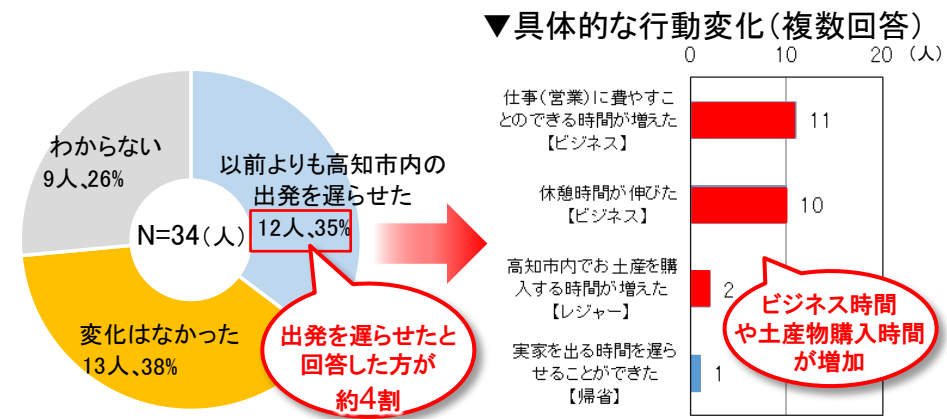 ▼具体的な行動変化(複数回答)
0 10 20 (人)
わからない
9人、26%
以前よりも高知市内の
出発を遅らせた
12人、35%
N=34(人)
変化はなかった
13人、38%
出発を遅らせたと
回答した方が
約4割
仕事(営業)に費やすこ
とのできる時間が増えた
【ビジネス】
11
休憩時間が伸びた
【ビジネス】
10
高知市内でお土産を購
入する時間が増えた
【レジャー】
2
実家を出る時間を遅ら
せることができた
【帰省】
1
ビジネス時間
や土産物購入時間
が増加